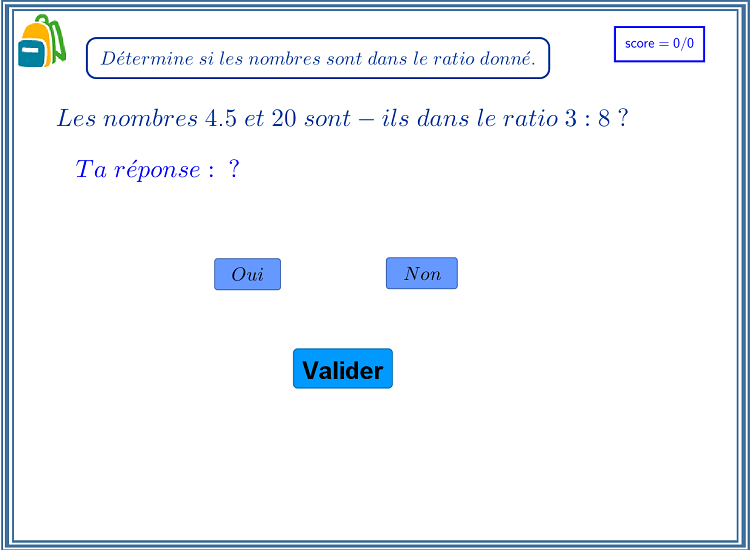 Détermine si les nombres sont dans le ratio donné.
score = 0/0
Les nombres 4.5 et 20 sont − ils dans le ratio 3 : 8 ?
Ta réponse : ?
Oui
Non
Valider